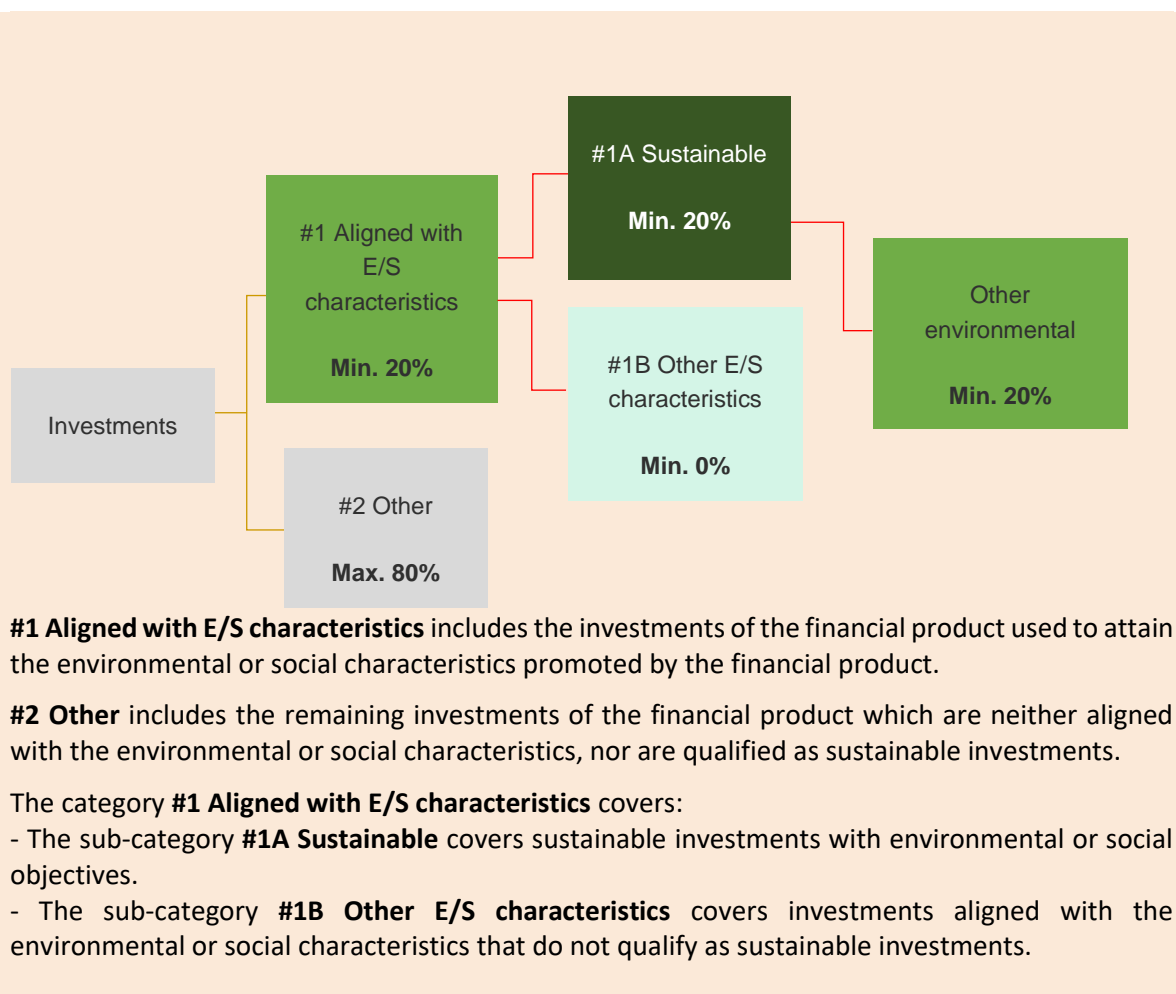 #1A Sustainable
Min. 20%
#1 Aligned with
E/S
characteristics
Min. 20%
Other
environmental
Min. 20%
#1B Other E/S
characteristics
Min. 0%
Investments
#2 Other
Max. 80%
#1 Aligned with E/S characteristics includes the investments of the financial product used to attain
the environmental or social characteristics promoted by the financial product.
#2 Other includes the remaining investments of the financial product which are neither aligned
with the environmental or social characteristics, nor are qualified as sustainable investments.
The category #1 Aligned with E/S characteristics covers:
- The sub-category #1A Sustainable covers sustainable investments with environmental or social
objectives.
- The sub-category #1B Other E/S characteristics covers investments aligned with the
environmental or social characteristics that do not qualify as sustainable investments.